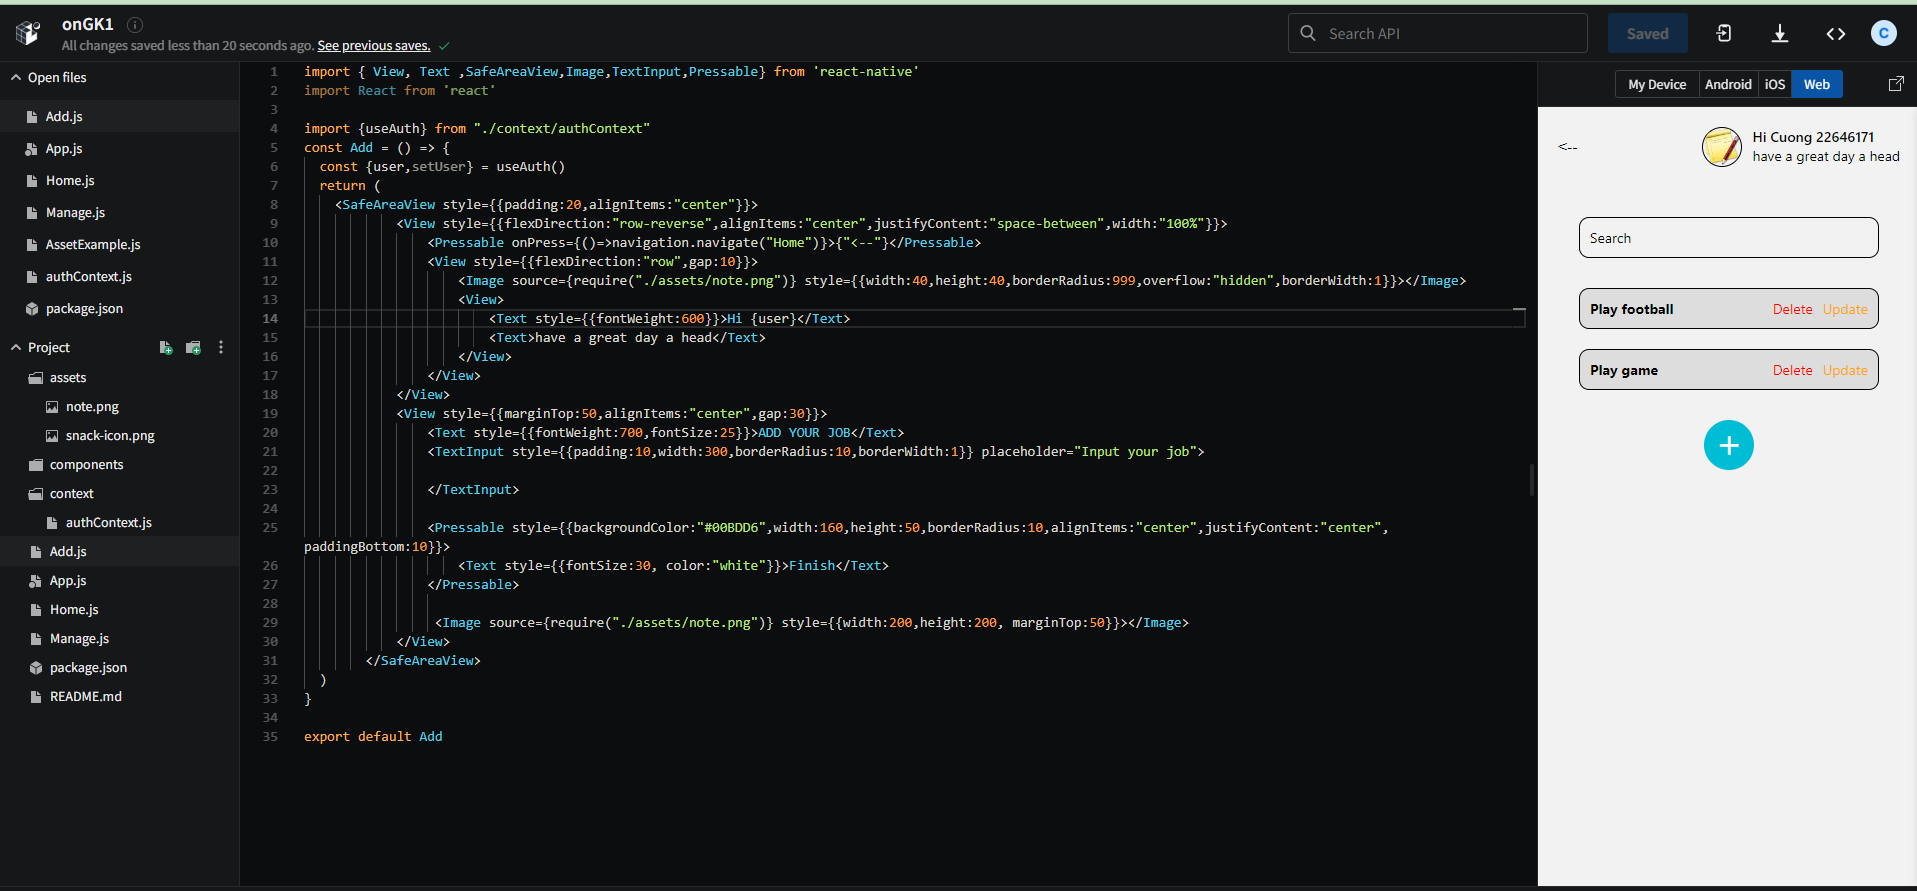 onGK1
All changes saved less than 20 seconds ago. See previous saves.
Search API
Saved
C
Open files
Add.js
App.js
Home.js
Manage.js
AssetExample.js
authContext.js
package.json
Project
assets
note.png
snack-icon.png
components
context
authContext.js
Add.js
App.js
Home.js
Manage.js
package.json
README.md
1 import { View, Text ,SafeAreaView,Image,TextInput,Pressable} from 'react-native'
2 import React from 'react'
3
4 import {useAuth} from "./context/authContext"
5 const Add = () => {
6 const {user,setUser} = useAuth()
7 return (
8 <SafeAreaView style={{padding:20,alignItems:"center"}}>
9 <View style={{flexDirection:"row-reverse",alignItems:"center",justifyContent:"space-between",width:"100%"}}>
10 <Pressable onPress={()=>navigation.navigate("Home")}>{"<--"}</Pressable>
11 <View style={{flexDirection:"row",gap:10}}>
12 <Image source={require("./assets/note.png")} style={{width:40,height:40,borderRadius:999,overflow:"hidden",borderWidth:1}}></Image>
13 <View>
14 <Text style={{fontWeight:600}}>Hi {user}</Text>
15 <Text>have a great day a head</Text>
16 </View>
17 </View>
18 </View>
19 <View style={{marginTop:50,alignItems:"center",gap:30}}>
20 <Text style={{fontWeight:700,fontSize:25}}>ADD YOUR JOB</Text>
21 <TextInput style={{padding:10,width:300,borderRadius:10,borderWidth:1}} placeholder="Input your job">
22
23 </TextInput>
24
25 <Pressable style={{backgroundColor:"#00BDD6",width:160,height:50,borderRadius:10,alignItems:"center",justifyContent:"center",
paddingBottom:10}}>
26 <Text style={{fontSize:30, color:"white"}}>Finish</Text>
27 </Pressable>
28
29 <Image source={require("./assets/note.png")} style={{width:200,height:200, marginTop:50}}></Image>
30 </View>
31 </SafeAreaView>
32 )
33 }
34
35 export default Add
My Device Android iOS Web
<--
Hi Cuong 22646171
have a great day a head
Search
Play football Delete Update
Play game Delete Update
+